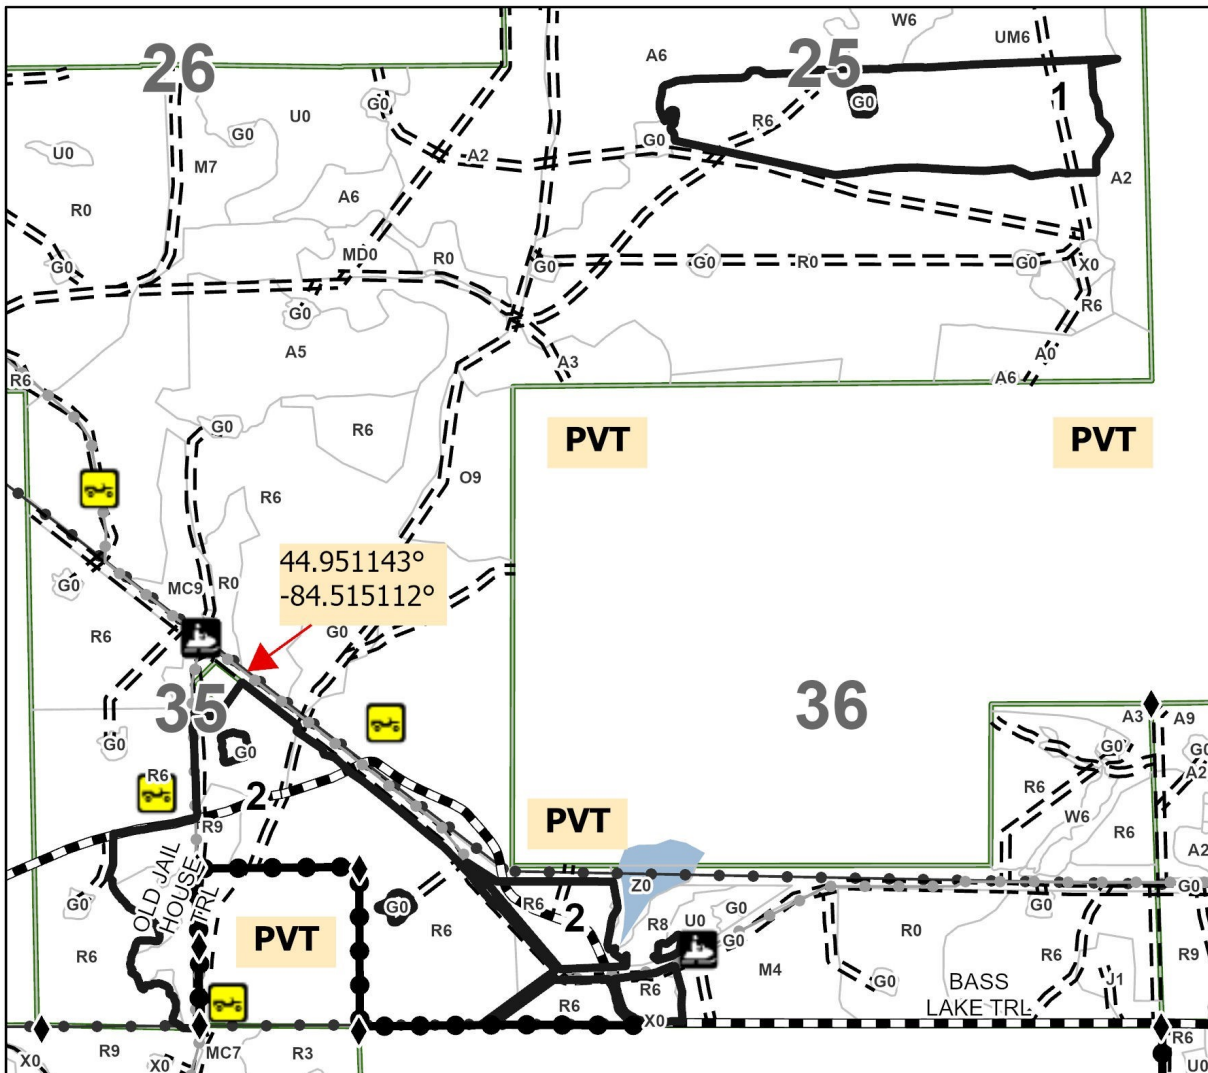 W6
UM6
26
A6
25
U0
G0
G0
1
G0
R6
U0
M7
G0
A2
A2
A6
R0
MD0
R0
G0
G0
G0
R0
G0
X0
G0
R6
A5
A3
A0
R6
A6
G0
R6
PVT
PVT
O9
R6
44.951143°
-84.515112°
G0
MC9
R0
R6
G0
35
36
A3
A9
G0
G0
G0
G0
R6
A2
R6
2
W6
R9
PVT
R6
A2
OLD JAIL
HOUSE
TRL
Z0
G0
G0
G0
R6
G0
G0
R6
2
R8
U0
R0
PVT
G0
R6
M4
R6
R9
G0
J1
BASS
LAKE TRL
R6
R6
X0
R9
MC7
R3
R6
X0
X0
U0